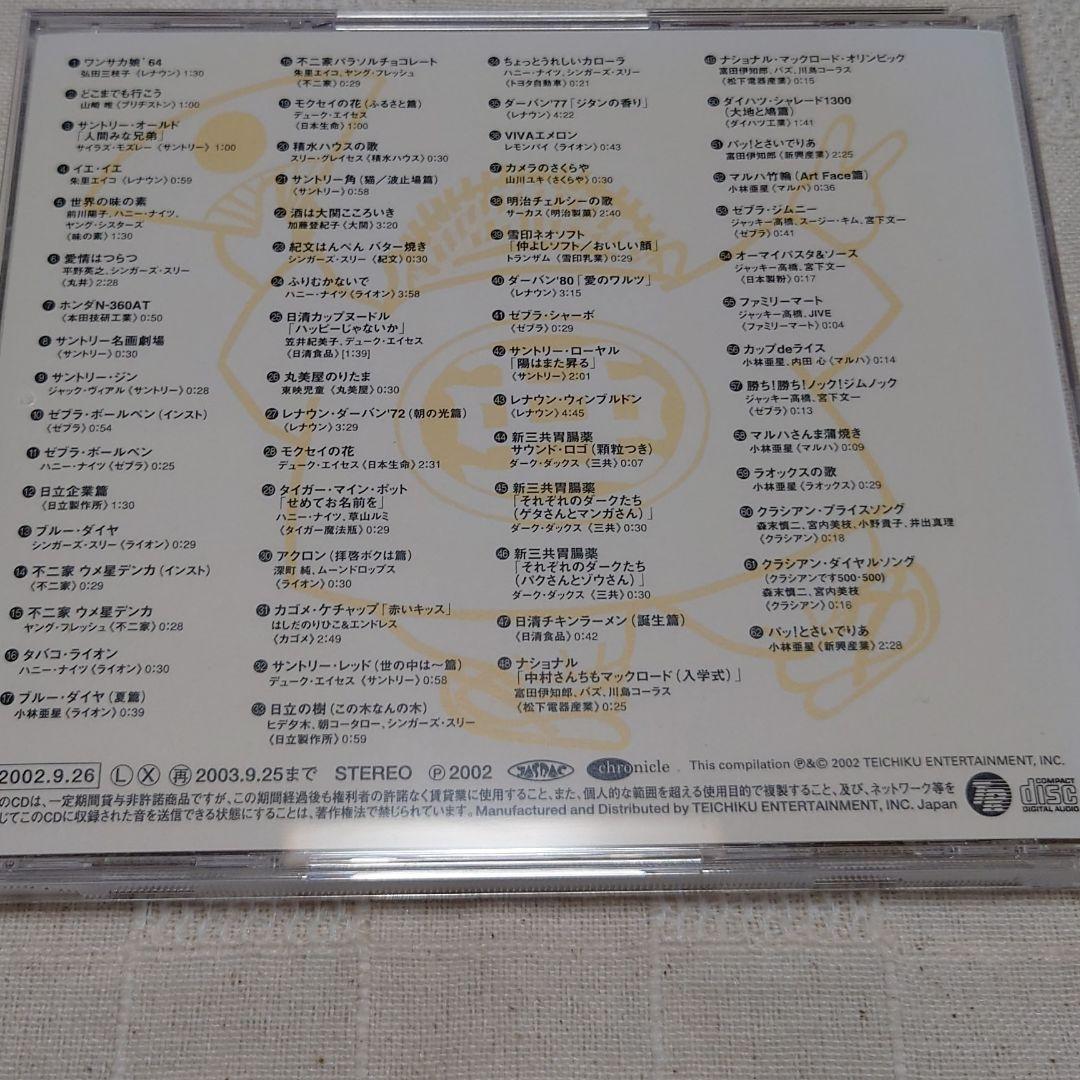 1 ワンサカ娘'64
弘田三枝子《レナウン》1:30
2 どこまでも行こう
山崎 唯《ブリヂストン》1:00
3 サントリー・オールド
「人間みな兄弟」
サイラズ・モズレー《サントリー》1:00
4 イエ・イエ
朱里エイコ《レナウン》0:59
5 世界の味の素
前川陽子、ハニー・ナイツ、
ヤング・シスターズ
《味の素》1:30
6 愛情はつらつ
平野英之、シンガーズ・スリー
《丸井》2:28
7 ホンダN-360AT
《本田技研工業》0:50
8 サントリー名画劇場
《サントリー》0:30
9 サントリー・ジン
ジャック・ヴィアル《サントリー》0:28
10 ゼブラ・ボールペン(インスト)
《ゼブラ》0:54
11 ゼブラ・ボールペン
ハニー・ナイツ《ゼブラ》0:25
12 日立企業篇
《日立製作所》1:30
13 ブルー・ダイヤ
シンガーズ・スリー《ライオン》0:29
14 不二家 ウメ星デンカ(インスト)
《不二家》0:29
15 不二家 ウメ星デンカ
ヤング・フレッシュ《不二家》0:28
16 タバコ・ライオン
ハニー・ナイツ《ライオン》0:30
17 ブルー・ダイヤ(夏篇)
小林亜星《ライオン》0:39
18 不二家パラソルチョコレート
朱里エイコ、ヤング・フレッシュ
《不二家》0:29
19 モクセイの花(ふるさと篇)
デューク・エイセス
《日本生命》1:00
20 積水ハウスの歌
スリー・グレイセス《積水ハウス》0:30
21 サントリー角(猫/波止場篇)
《サントリー》0:58
22 酒は大関こころいき
加藤登紀子《大関》3:20
23 紀文はんぺん バター焼き
シンガーズ・スリー《紀文》0:30
24 ふりむかないで
ハニー・ナイツ《ライオン》3:58
25 日清カップヌードル
「ハッピーじゃないか」
笠井紀美子、デューク・エイセス
《日清食品》[1:39]
26 丸美屋のりたま
東映児童《丸美屋》0:30
27 レナウン・ダーバン'72(朝の光篇)
《レナウン》3:29
28 モクセイの花
デューク・エイセス《日本生命》2:31
29 タイガー・マイン・ポット
「せめてお名前を」
ハニー・ナイツ、草山ルミ
《タイガー魔法瓶》0:29
30 アクロン(拝啓ボクは篇)
深町 純、ムーンドロップス
《ライオン》0:30
31 カゴメ・ケチャップ「赤いキッス」
はしだのりひこ&エンドレス
《カゴメ》2:49
32 サントリー・レッド(世の中は〜篇)
デューク・エイセス《サントリー》0:58
33 日立の樹(この木なんの木)
ヒデ夕木、朝コータロー、シンガーズ・スリー
《日立製作所》0:59
34 ちょっとうれしいカローラ
ハニー・ナイツ、シンガーズ・スリー
《トヨタ自動車》0:21
35 ダーバン'77「ジタンの香り」
《レナウン》4:22
36 VIVAエメロン
レモンパイ《ライオン》0:43
37 カメラのさくらや
山川ユキ《さくらや》0:30
38 明治チェルシーの歌
サーカス《明治製菓》2:40
39 雪印ネオソフト
「仲よしソフト/おいしい顔」
トランザム《雪印乳業》0:29
40 ダーバン'80「愛のワルツ」
《レナウン》3:15
41 ゼブラ・シャーボ
《ゼブラ》0:29
42 サントリー・ローヤル
「陽はまた昇る」
《サントリー》2:01
43 レナウン・ウィンブルドン
《レナウン》4:45
44 新三共胃腸薬
サウンド・ロゴ(顆粒つき)
ダーク・ダックス《三共》0:07
45 新三共胃腸薬
「それぞれのダークたち
(ゲタさんとマンガさん)」
ダーク・ダックス《三共》0:30
46 新三共胃腸薬
「それぞれのダークたち
(パクさんとゾウさん)」
ダーク・ダックス《三共》0:30
47 日清チキンラーメン(誕生篇)
《日清食品》0:42
48 ナショナル
「中村さんちもマックロード(入学式)」
富田伊知郎、バズ、川島コーラス
《松下電器産業》0:25
49 ナショナル・マックロード・オリンピック
富田伊知郎、バズ、川島コーラス
《松下電器産業》0:15
50 ダイハツ・シャレード1300
(大地と鳩篇)
《ダイハツ工業》1:41
51 パッ!とさいでりあ
富田伊知郎《新興産業》2:25
52 マルハ竹輪(Art Face篇)
小林亜星《マルハ》0:36
53 ゼブラ・ジムニー
ジャッキー高橋、スージー・キム、宮下文一
《ゼブラ》0:41
54 オーマイパスタ&ソース
ジャッキー高橋、宮下文一
《日本製粉》0:17
55 ファミリーマート
ジャッキー高橋、JIVE
《ファミリーマート》0:04
56 カップdeライス
小林亜星、内田 心《マルハ》0:14
57 勝ち!勝ち!ノック!ジムノック
ジャッキー高橋、宮下文一
《ゼブラ》0:13
58 マルハさんま蒲焼き
小林亜星《マルハ》0:09
59 ラオックスの歌
小林亜星《ラオックス》0:29
60 クラシアン・プライスソング
森末慎二、宮内美枝、小野貴子、井出真理
《クラシアン》0:18
61 クラシアン・ダイヤルソング
(クラシアンです500・500)
森末慎二、宮内美枝
《クラシアン》0:16
62 パッ!とさいでりあ
小林亜星《新興産業》2:28
2002.9.26 Ⓛ Ⓧ 再 2003.9.25まで STEREO Ⓟ2002 JASRAC chronicle. This compilation Ⓟ&© 2002 TEICHIKU ENTERTAINMENT, INC.
のCDは、一定期間貸与非許諾商品ですが、この期間経過後も権利者の許諾なく賃貸業に使用すること、また、個人的な範囲を超える使用目的で複製すること、及び、ネットワーク等を
じてこのCDに収録された音を送信できる状態にすることは、著作権法で禁じられています。Manufactured and Distributed by TEICHIKU ENTERTAINMENT, INC. Japan
COMPACT
disc
DIGITAL AUDIO